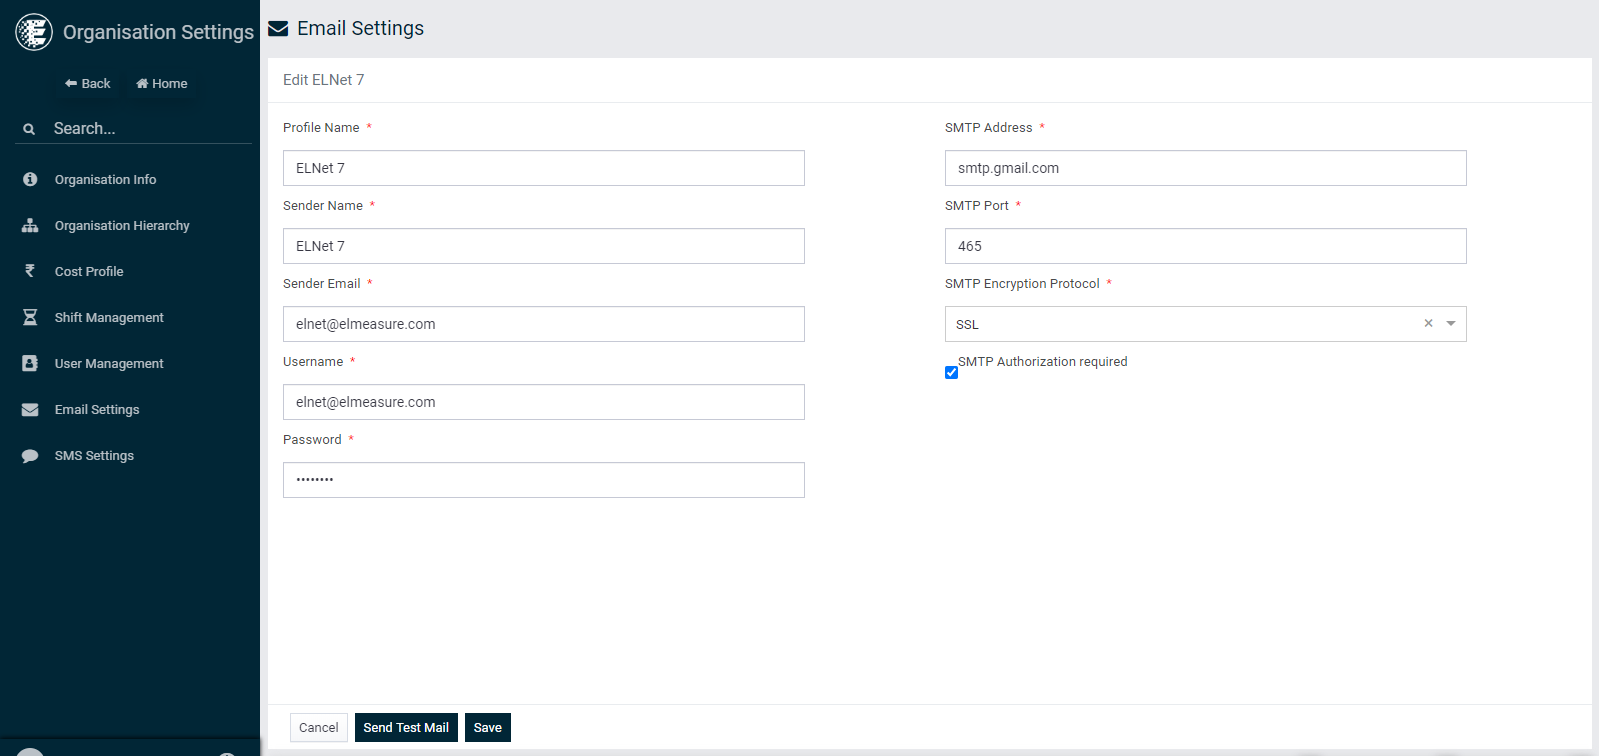 Organisation Settings
Back
Home
Search...
Organisation Info
Organisation Hierarchy
Cost Profile
Shift Management
User Management
Email Settings
SMS Settings
Email Settings
Edit ELNet 7
Profile Name *
ELNet 7
Sender Name *
ELNet 7
Sender Email *
elnet@elmeasure.com
Username *
elnet@elmeasure.com
Password *
••••••••
SMTP Address *
smtp.gmail.com
SMTP Port *
465
SMTP Encryption Protocol *
SSL ×
SMTP Authorization required
Cancel
Send Test Mail
Save